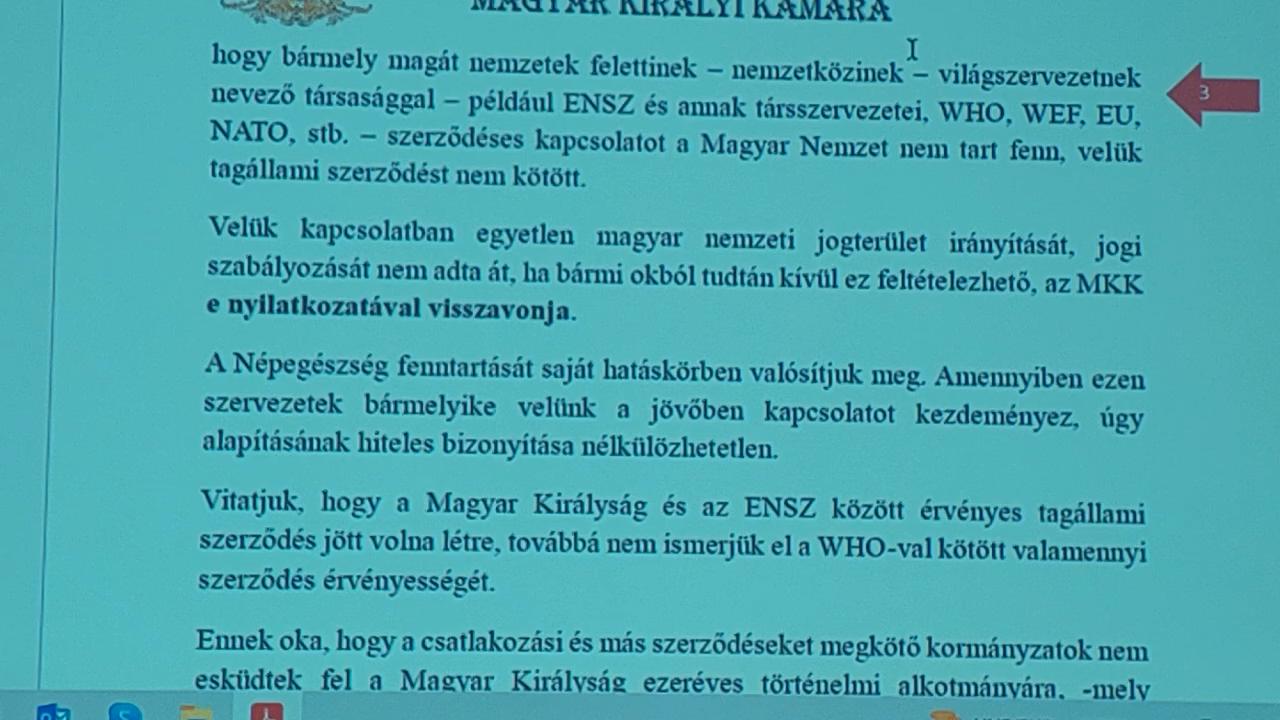 MAGYAR KIRÁLYI KAMARA
hogy bármely magát nemzetek felettinek – nemzetközinek – világszervezetnek
3
nevező társasággal – például ENSZ és annak társszervezetei, WHO, WEF, EU,
NATO, stb. – szerződéses kapcsolatot a Magyar Nemzet nem tart fenn, velük
tagállami szerződést nem kötött.
Velük kapcsolatban egyetlen magyar nemzeti jogterület irányítását, jogi
szabályozását nem adta át, ha bármi okból tudtán kívül ez feltételezhető, az MKK
e nyilatkozatával visszavonja.
A Népegészség fenntartását saját hatáskörben valósítjuk meg. Amennyiben ezen
szervezetek bármelyike velünk a jövőben kapcsolatot kezdeményez, úgy
alapításának hiteles bizonyítása nélkülözhetetlen.
Vitatjuk, hogy a Magyar Királyság és az ENSZ között érvényes tagállami
szerződés jött volna létre, továbbá nem ismerjük el a WHO-val kötött valamennyi
szerződés érvényességét.
Ennek oka, hogy a csatlakozási és más szerződéseket megkötő kormányzatok nem
esküdtek fel a Magyar Királyság ezeréves történelmi alkotmányára, -mely